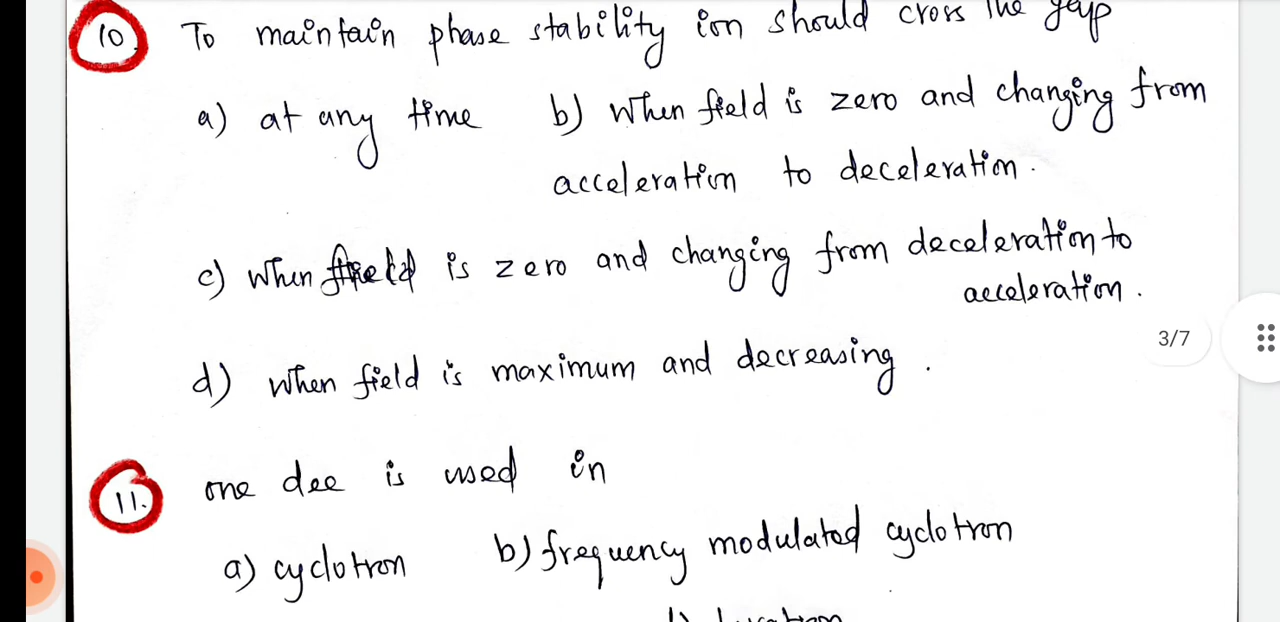 10 To maintain phase stability ion should cross the gap
a) at any time b) when field is zero and changing from
acceleration to deceleration.
c) when field is zero and changing from deceleration to
acceleration.
3/7
d) when field is maximum and decreasing.
11. one dee is used in
a) cyclotron b) frequency modulated cyclotron